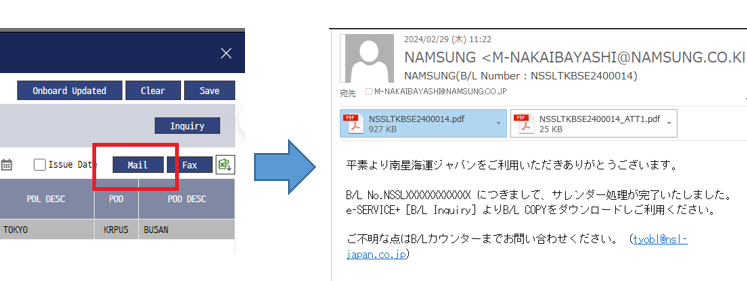 Onboard Updated Clear Save
Inquiry
Issue Date Mail Fax
POL DESC POD POD DESC
TOKYO KRPUS BUSAN
2024/02/29 (木) 11:22
NAMSUNG <M-NAKAIBAYASHI@NAMSUNG.CO.KI
NAMSUNG(B/L Number : NSSLTKBSE2400014)
宛先 M-NAKAIBAYASHI@NAMSUNG.CO.JP
PDF NSSLTKBSE2400014.pdf
927 KB
PDF NSSLTKBSE2400014_ATT1.pdf
25 KB
平素より南星海運ジャパンをご利用いただきありがとうございます。
B/L No.NSSLXXXXXXXXXXX につきまして、サレンダー処理が完了いたしました。
e-SERVICE+ [B/L Inquiry] よりB/L COPYをダウンロードしご利用ください。
ご不明な点はB/Lカウンターまでお問い合わせください。 (tyobl@nsl-
japan.co.jp)